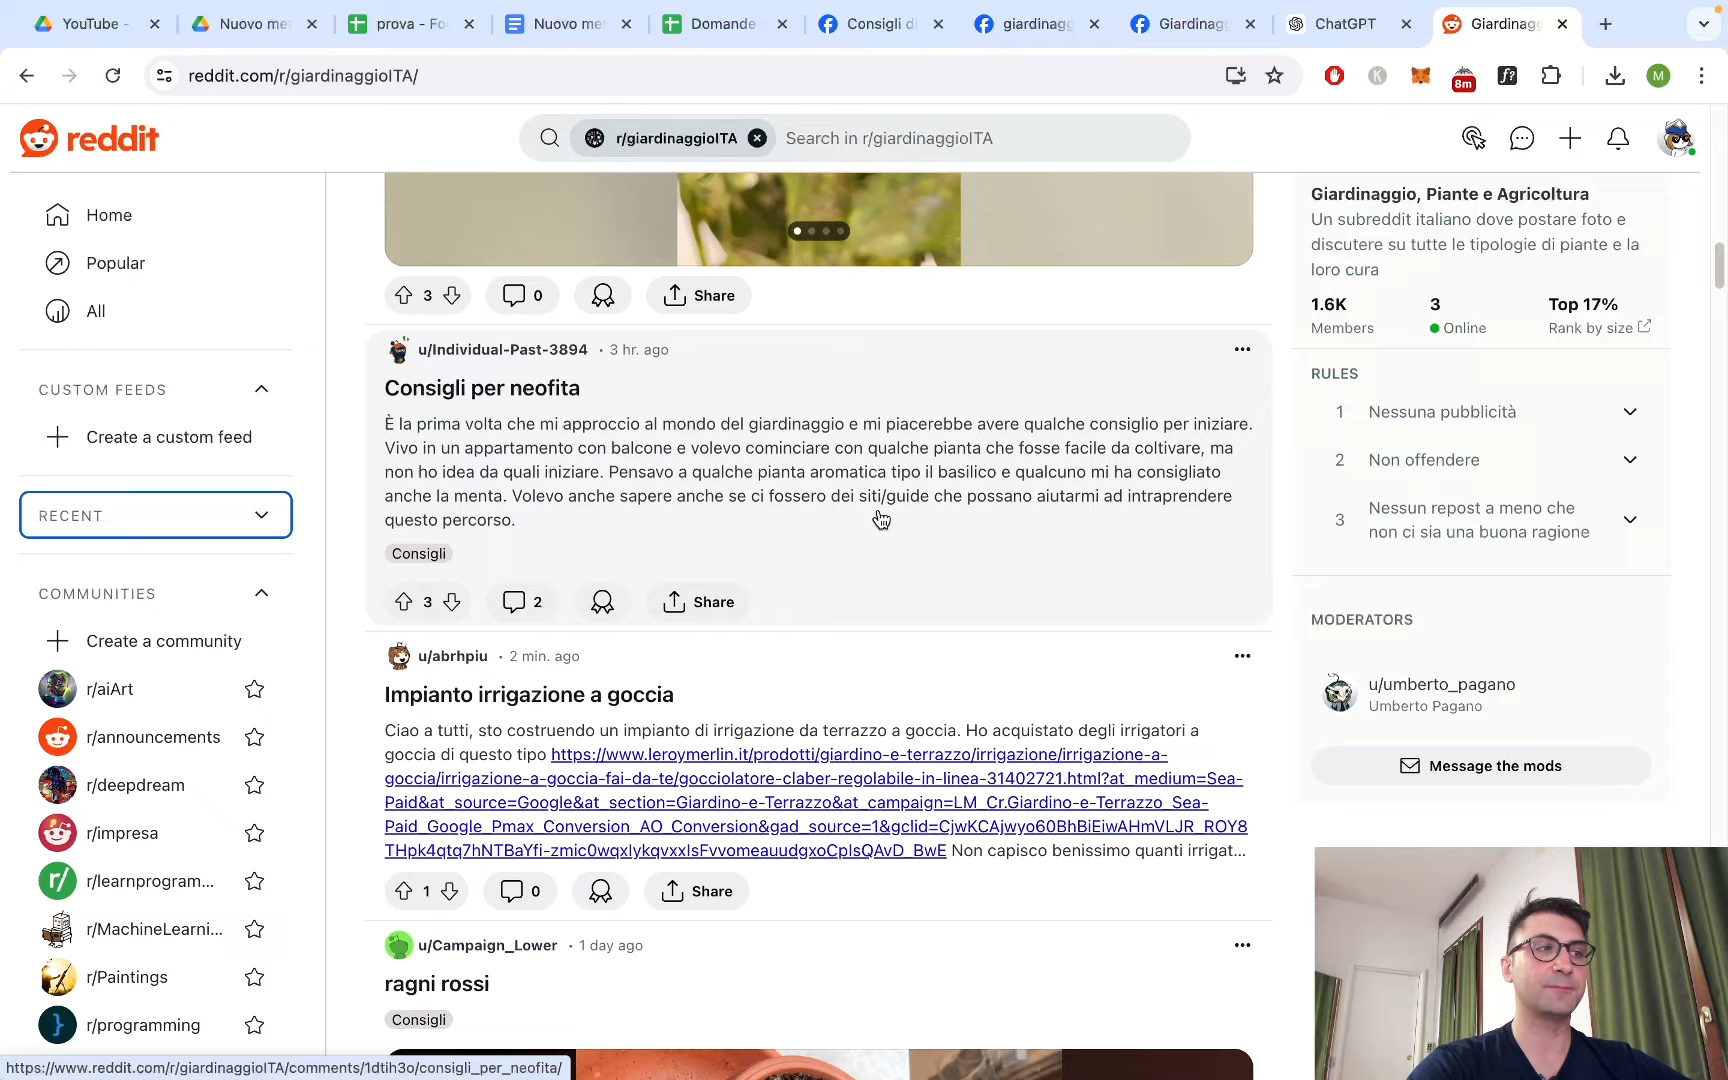 YouTube -
Nuovo me
prova - Fo
Nuovo me
Domande
Consigli di
giardinagg
Giardinagg
ChatGPT
Giardinagg
reddit.com/r/giardinaggioITA/
8m
f?
K
M
reddit
r/giardinaggioITA
Search in r/giardinaggioITA
Home
Popular
All
CUSTOM FEEDS
Create a custom feed
RECENT
COMMUNITIES
Create a community
r/aiArt
r/announcements
r/deepdream
r/impresa
r/learnprogram...
r/MachineLearni...
r/Paintings
r/programming
3
0
Share
u/Individual-Past-3894 • 3 hr. ago
Consigli per neofita
È la prima volta che mi approccio al mondo del giardinaggio e mi piacerebbe avere qualche consiglio per iniziare.
Vivo in un appartamento con balcone e volevo cominciare con qualche pianta che fosse facile da coltivare, ma
non ho idea da quali iniziare. Pensavo a qualche pianta aromatica tipo il basilico e qualcuno mi ha consigliato
anche la menta. Volevo anche sapere anche se ci fossero dei siti/guide che possano aiutarmi ad intraprendere
questo percorso.
Consigli
3
2
Share
u/abrhpiu • 2 min. ago
Impianto irrigazione a goccia
Ciao a tutti, sto costruendo un impianto di irrigazione da terrazzo a goccia. Ho acquistato degli irrigatori a
goccia di questo tipo https://www.leroymerlin.it/prodotti/giardino-e-terrazzo/irrigazione/irrigazione-a-
goccia/irrigazione-a-goccia-fai-da-te/gocciolatore-claber-regolabile-in-linea-31402721.html?at_medium=Sea-
Paid&at_source=Google&at_section=Giardino-e-Terrazzo&at_campaign=LM_Cr.Giardino-e-Terrazzo_Sea-
Paid_Google_Pmax_Conversion_AO_Conversion&gad_source=1&gclid=CjwKCAjwyo60BhBiEiwAHmVLJR_ROY8
THpk4qtq7hNTBaYfi-zmic0wqxIykqvxxIsFvvomeauudgxoCpIsQAvD_BwE Non capisco benissimo quanti irrigat...
1
0
Share
u/Campaign_Lower • 1 day ago
ragni rossi
Consigli
Giardinaggio, Piante e Agricoltura
Un subreddit italiano dove postare foto e
discutere su tutte le tipologie di piante e la
loro cura
1.6K
3
Top 17%
Members
Online
Rank by size
RULES
1 Nessuna pubblicità
2 Non offendere
3 Nessun repost a meno che
non ci sia una buona ragione
MODERATORS
u/umberto_pagano
Umberto Pagano
Message the mods
https://www.reddit.com/r/giardinaggioITA/comments/1dtih3o/consigli_per_neofita/